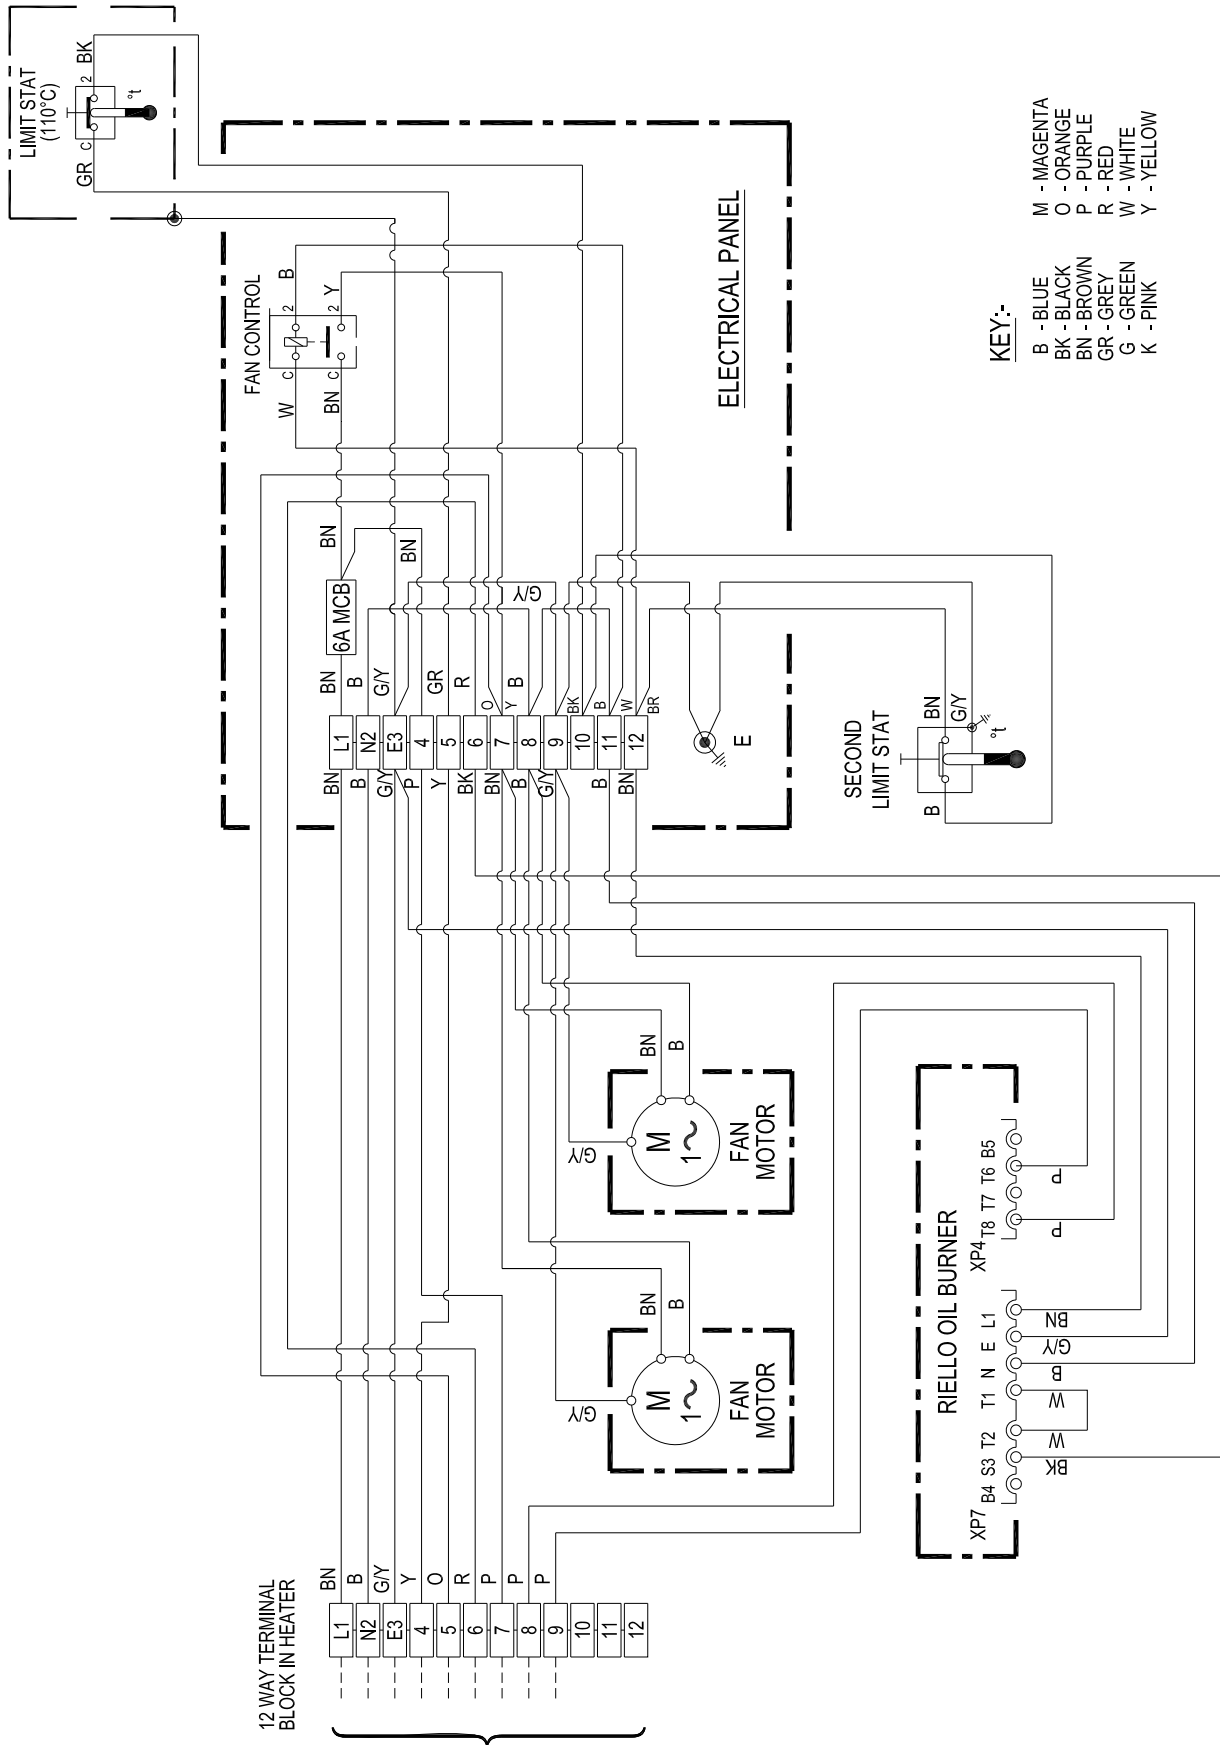 LIMIT STAT
(110°C)
GR
C
2
BK
°t
FAN CONTROL
W
C
2
B
BN
C
2
Y
ELECTRICAL PANEL
KEY:-
B - BLUE
BK - BLACK
BN - BROWN
GR - GREY
G - GREEN
K - PINK
M - MAGENTA
O - ORANGE
P - PURPLE
R - RED
W - WHITE
Y - YELLOW
BN
6A MCB
BN
BN
B
G/Y
GR
R
O
Y
B
G/Y
BK
B
W
BR
L1
N2
E3
4
5
6
7
8
9
10
11
12
BN
B
G/Y
P
Y
BK
BN
B
G/Y
B
BN
E
SECOND
LIMIT STAT
B
BN
G/Y
°t
BN
B
G/Y
M
1~
FAN
MOTOR
BN
B
G/Y
M
1~
FAN
MOTOR
RIELLO OIL BURNER
XP4
T8
T7
T6
B5
P
P
XP7
B4
S3
T2
T1
N
E
L1
BK
W
W
B
G/Y
BN
12 WAY TERMINAL
BLOCK IN HEATER
BN
B
G/Y
Y
O
R
P
P
P
L1
N2
E3
4
5
6
7
8
9
10
11
12